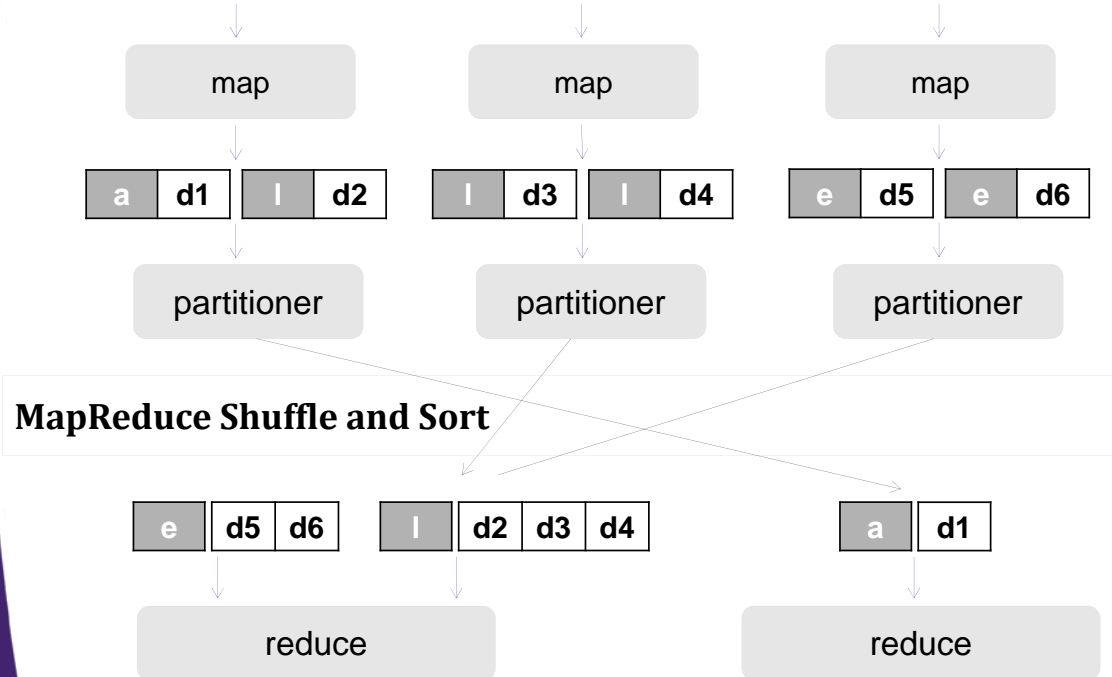 map map map
a d1 l d2 l d3 l d4 e d5 e d6
partitioner partitioner partitioner
MapReduce Shuffle and Sort
e d5 d6 l d2 d3 d4 a d1
reduce reduce